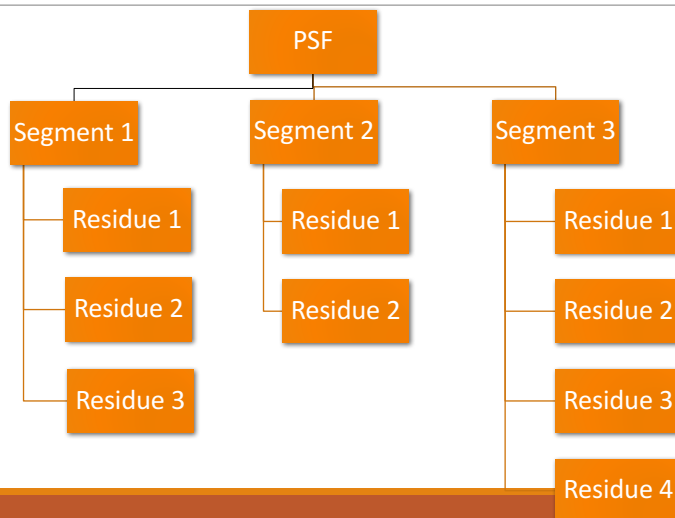 PSF
Segment 1
Segment 2
Segment 3
Residue 1
Residue 1
Residue 1
Residue 2
Residue 2
Residue 2
Residue 3
Residue 3
Residue 4